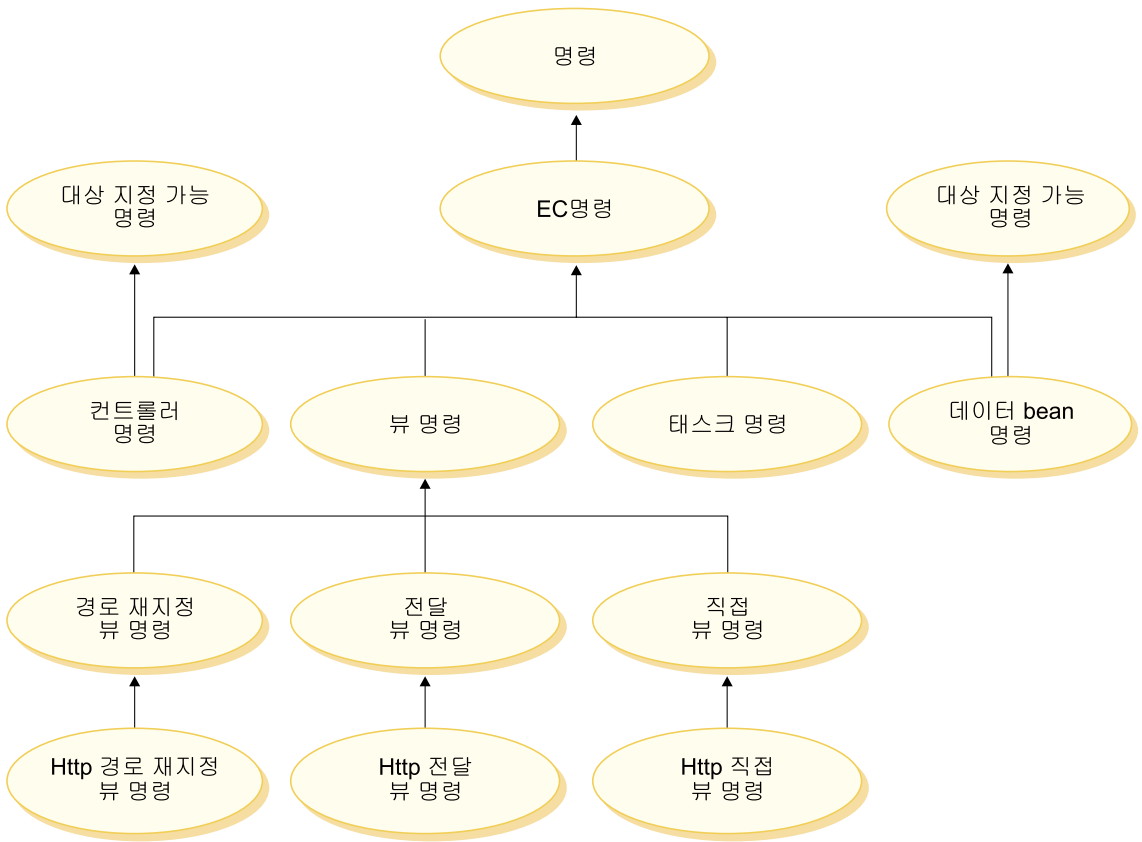 명령
대상 지정 가능
명령
EC명령
대상 지정 가능
명령
컨트롤러
명령
뷰 명령
태스크 명령
데이터 bean
명령
경로 재지정
뷰 명령
전달
뷰 명령
직접
뷰 명령
Http 경로 재지정
뷰 명령
Http 전달
뷰 명령
Http 직접
뷰 명령